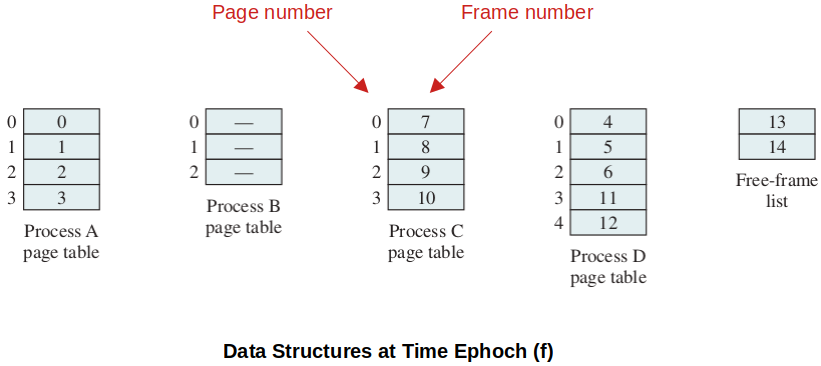 Page number
Frame number
0 0
1 1
2 2
3 3
Process A
page table
0 —
1 —
2 —
Process B
page table
0 7
1 8
2 9
3 10
Process C
page table
0 4
1 5
2 6
3 11
4 12
Process D
page table
13
14
Free-frame
list
Data Structures at Time Ephoch (f)